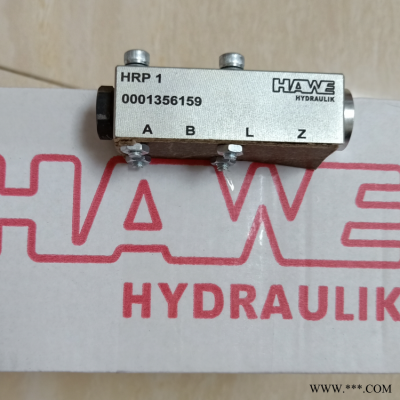 HRP 1
HAWE
HYDRAULIK
0001356159
A B L Z
HAWE
HYDRAULIK
WWW.***.COM